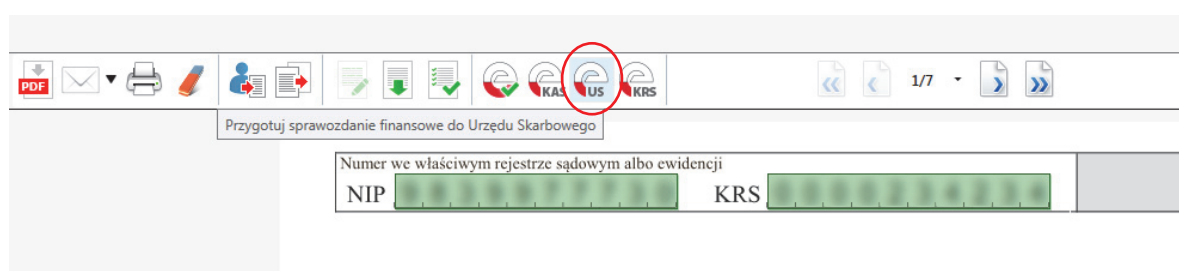 PDF
KAS
US
KRS
1/7
Przygotuj sprawozdanie finansowe do Urzędu Skarbowego
Numer we właściwym rejestrze sądowym albo ewidencji
NIP
KRS